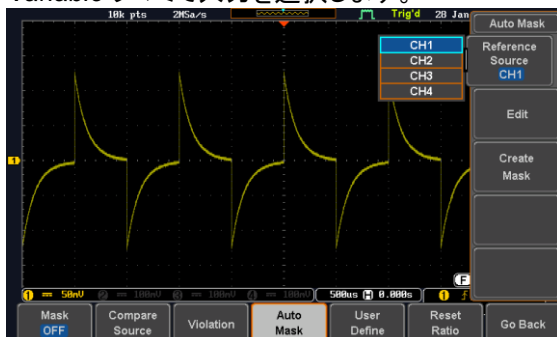 10k pts 2MSa/s Trig'd 28 Jan
Auto Mask
CH1
CH2
CH3
CH4
Reference
Source
CH1
Edit
Create
Mask
1
F
1 50mV 2 100mV 3 100mV 4 100mV 500us H 0.000s 1
Mask
OFF
Compare
Source
Violation
Auto
Mask
User
Define
Reset
Ratio
Go Back